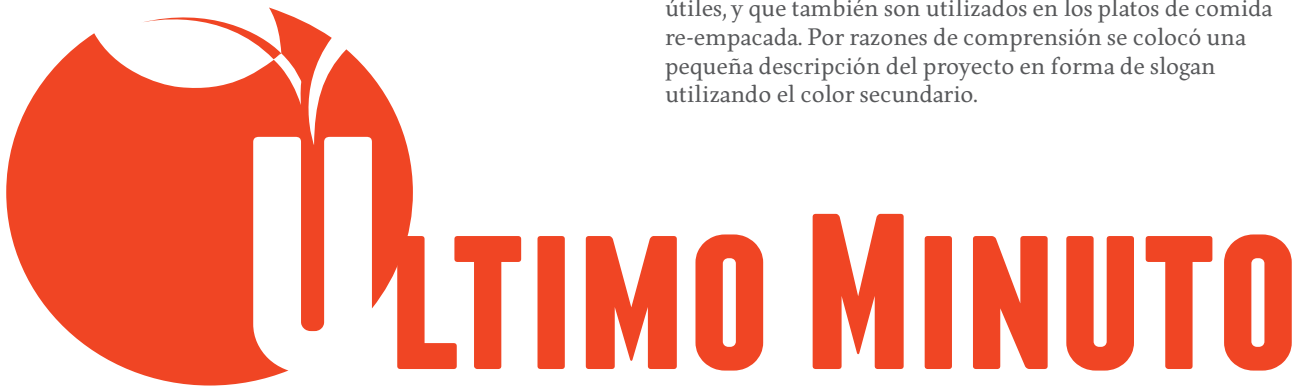 útiles, y que también son utilizados en los platos de comida
re-empacada. Por razones de comprensión se colocó una
pequeña descripción del proyecto en forma de slogan
utilizando el color secundario.
ULTIMO MINUTO